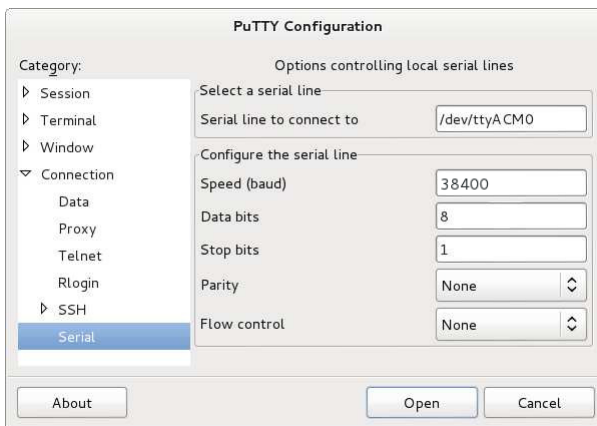 PuTTY Configuration
Category:
Session
Terminal
Window
Connection
Data
Proxy
Telnet
Rlogin
SSH
Serial
Options controlling local serial lines
Select a serial line
Serial line to connect to /dev/ttyACM0
Configure the serial line
Speed (baud) 38400
Data bits 8
Stop bits 1
Parity None
Flow control None
About Open Cancel